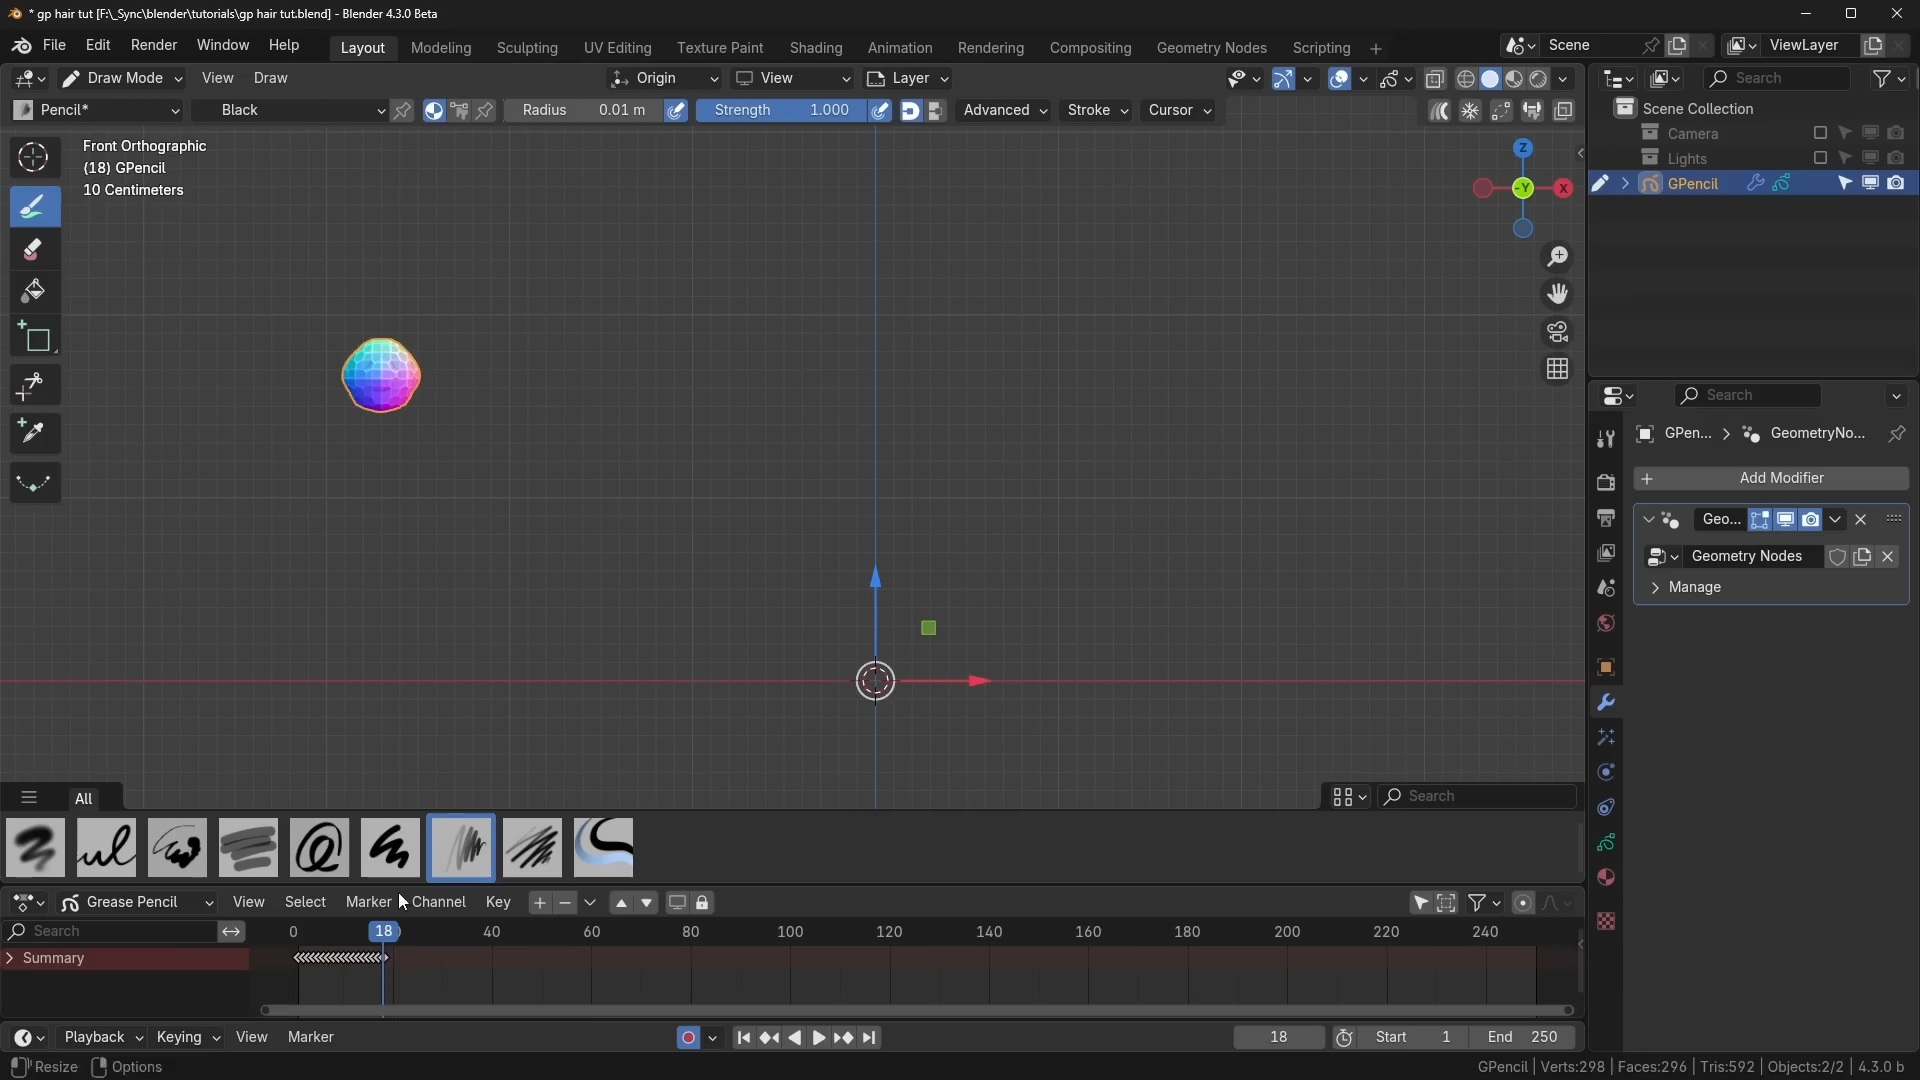 * gp hair tut [F:\_Sync\blender\tutorials\gp hair tut.blend] - Blender 4.3.0 Beta
File Edit Render Window Help Layout Modeling Sculpting UV Editing Texture Paint Shading Animation Rendering Compositing Geometry Nodes Scripting + Scene ViewLayer
Draw Mode View Draw Origin View Layer Search
Pencil* Black Radius 0.01 m Strength 1.000 Advanced Stroke Cursor
Scene Collection
Camera
Lights
GPencil
Front Orthographic
(18) GPencil
10 Centimeters
Z
-Y
X
Search
GPen... GeometryNo...
Add Modifier
Geo...
Geometry Nodes
Manage
All Search
Grease Pencil View Select Marker Channel Key
Search 0 18 40 60 80 100 120 140 160 180 200 220 240
Summary
Playback Keying View Marker 18 Start 1 End 250
Resize Options GPencil | Verts:298 | Faces:296 | Tris:592 | Objects:2/2 | 4.3.0 b